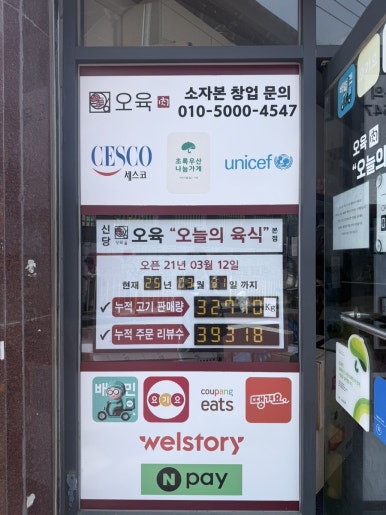 오육 肉
소자본 창업 문의
010-5000-4547
CESCO
세스코
초록우산
나눔가게
unicef
신당 오육 "오늘의 육식" 본점
오픈 21년 03월 12일
현재 25년 03월 31일 까지
✓ 누적 고기 판매량 32710 Kg
✓ 누적 주문 리뷰수 39318
배민
요기요
coupang
eats
땡겨요
welstory
N pay